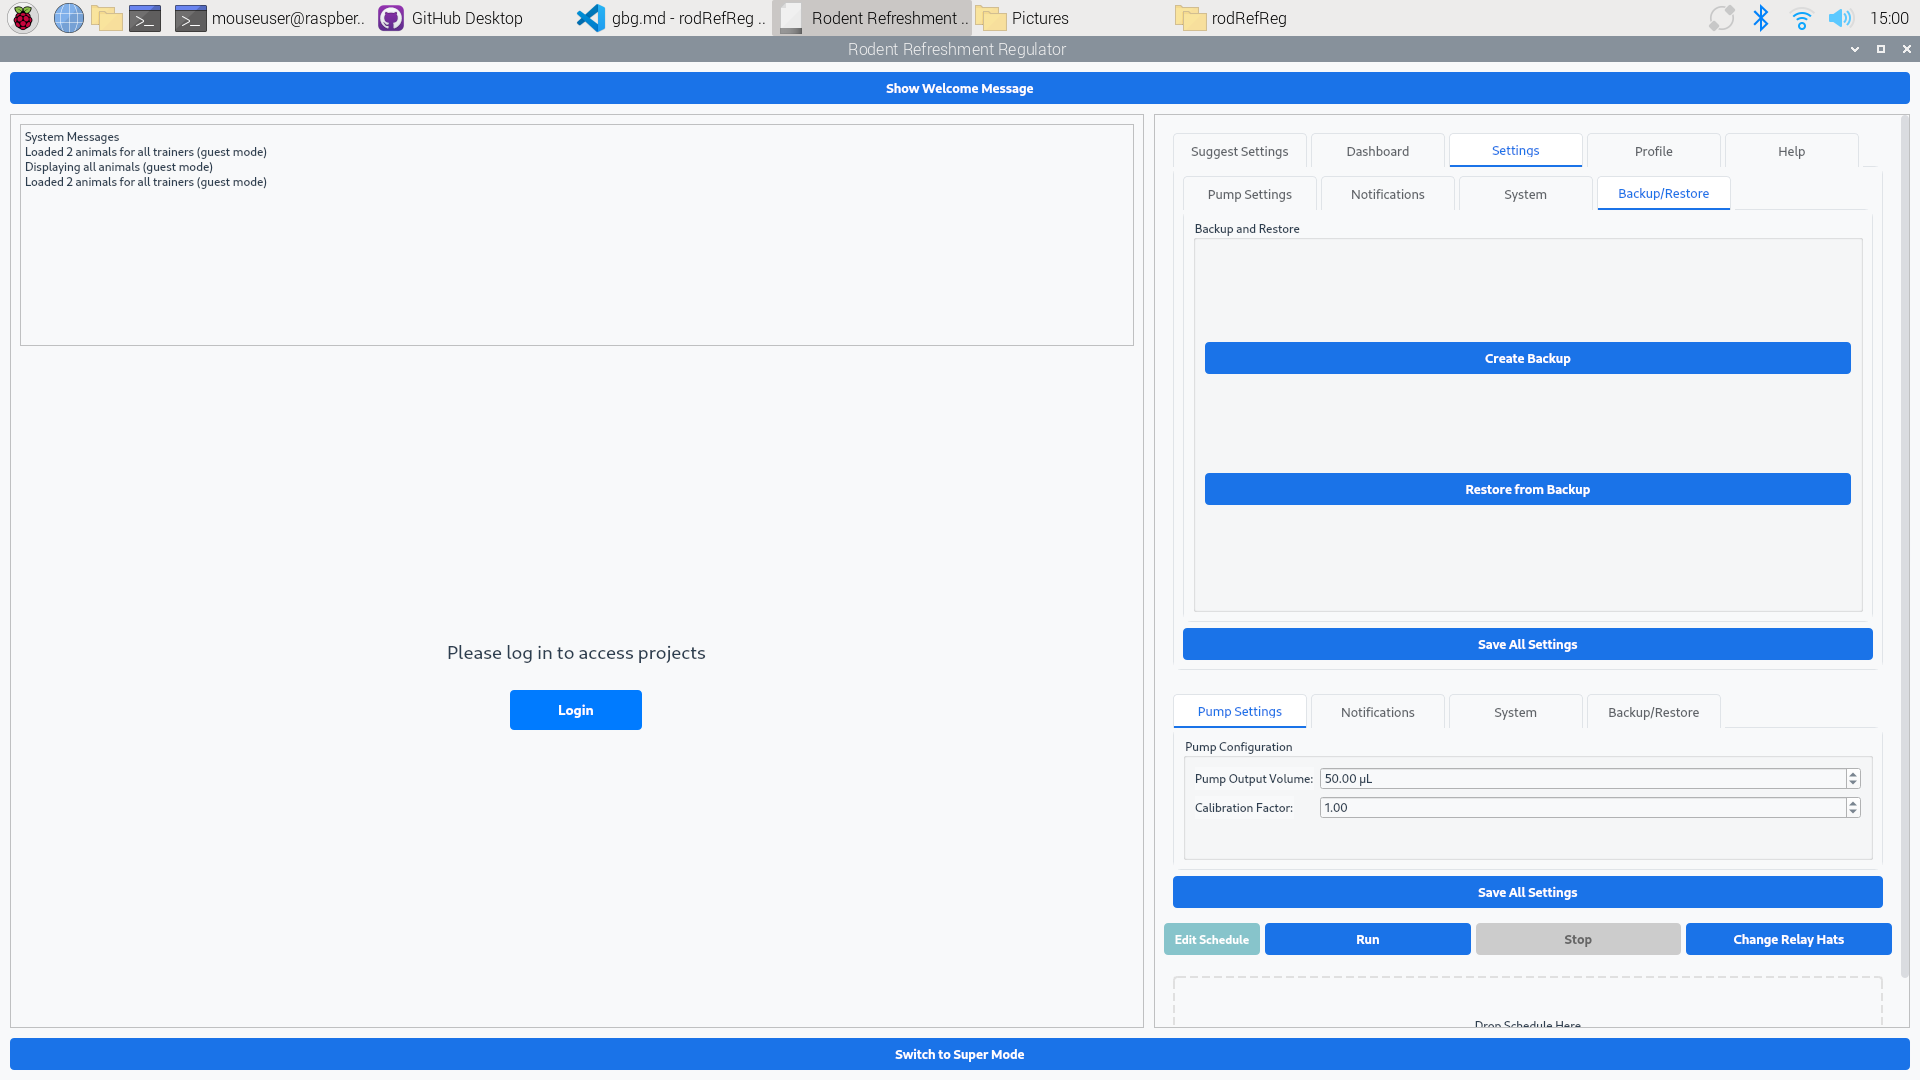 mouseuser@raspber..
GitHub Desktop
gbg.md - rodRefReg ..
Rodent Refreshment ..
Pictures
rodRefReg
15:00
Rodent Refreshment Regulator
Show Welcome Message
System Messages
Loaded 2 animals for all trainers (guest mode)
Displaying all animals (guest mode)
Loaded 2 animals for all trainers (guest mode)
Please log in to access projects
Login
Suggest Settings
Dashboard
Settings
Profile
Help
Pump Settings
Notifications
System
Backup/Restore
Backup and Restore
Create Backup
Restore from Backup
Save All Settings
Pump Settings
Notifications
System
Backup/Restore
Pump Configuration
Pump Output Volume: 50.00 µL
Calibration Factor: 1.00
Save All Settings
Edit Schedule
Run
Stop
Change Relay Hats
Drop Schedule Here
Switch to Super Mode